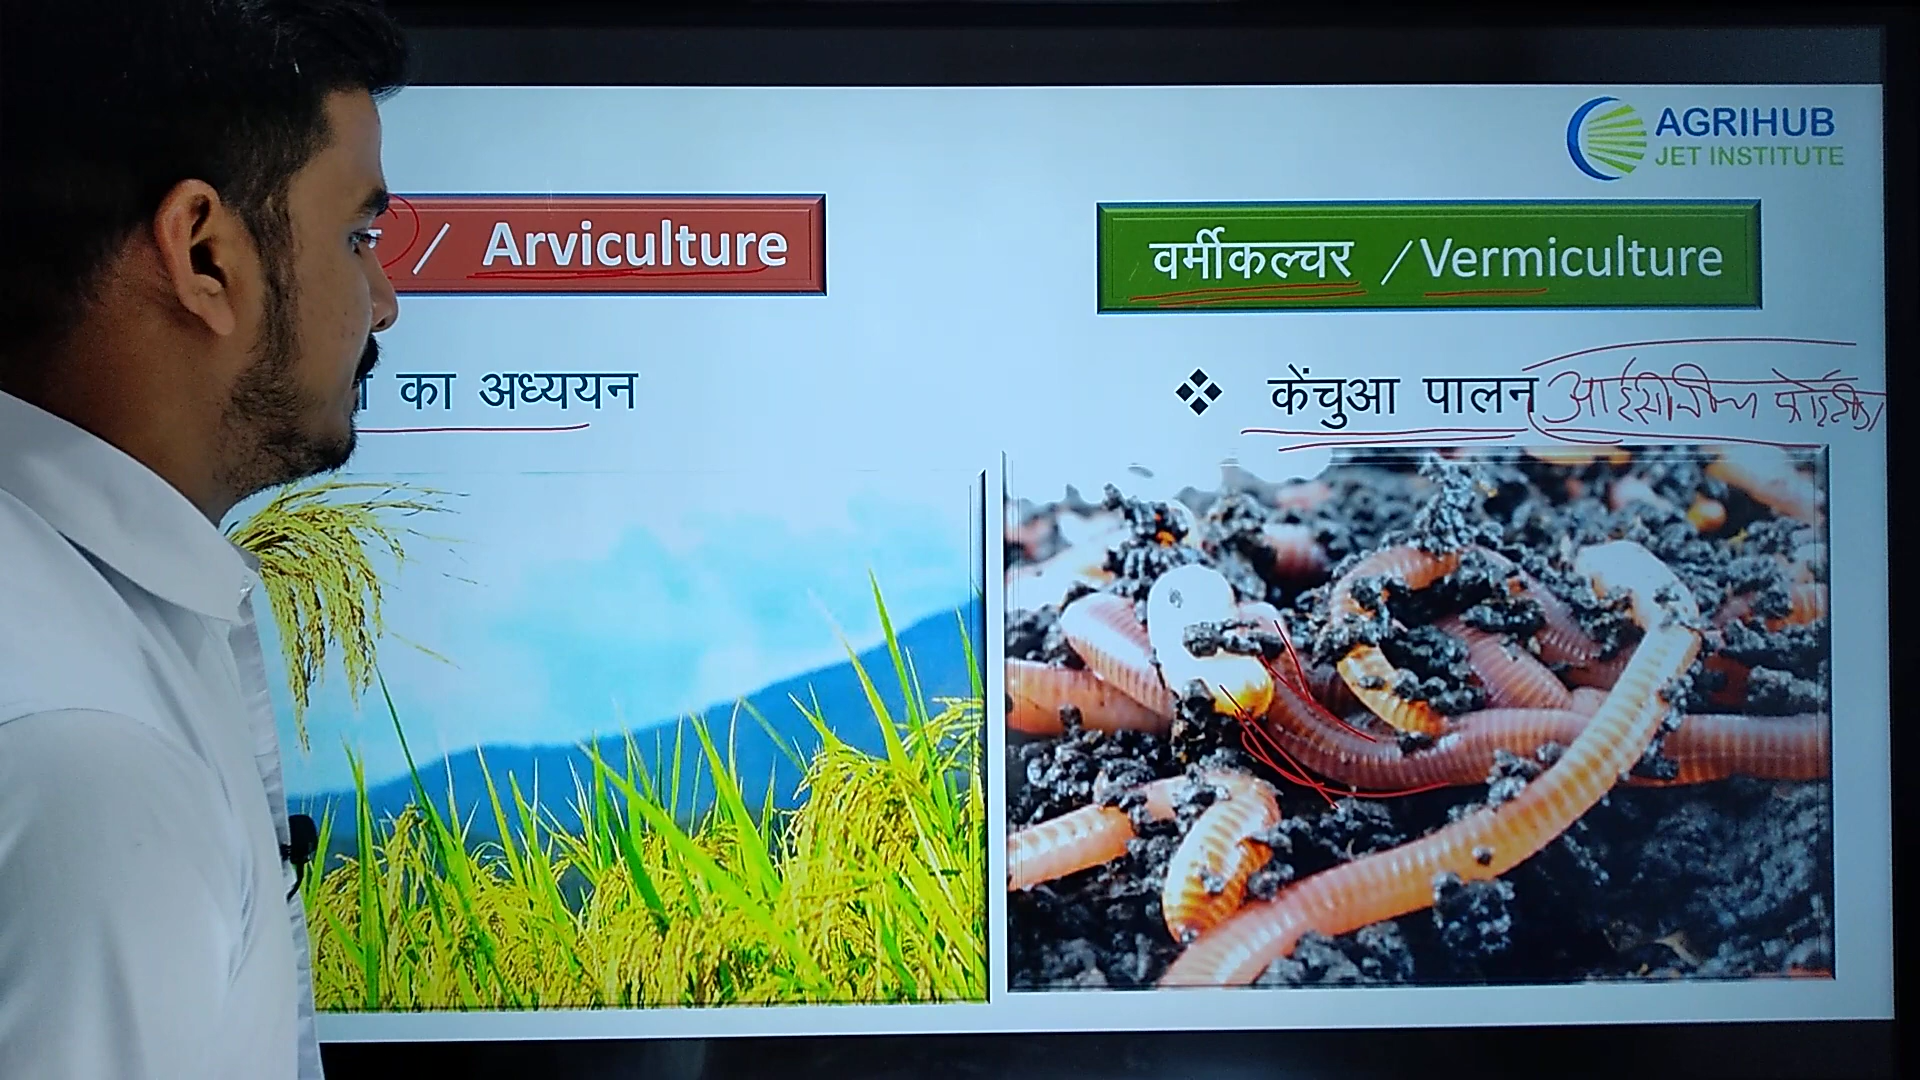 AGRIHUB
JET INSTITUTE
/ Arviculture
वर्मीकल्चर / Vermiculture
का अध्ययन
❖ केंचुआ पालन